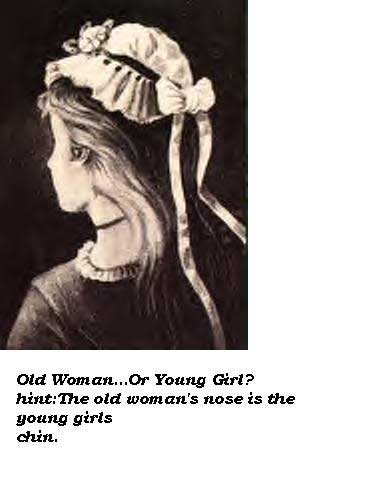 Old Woman...Or Young Girl?
hint:The old woman's nose is the
young girls
chin.